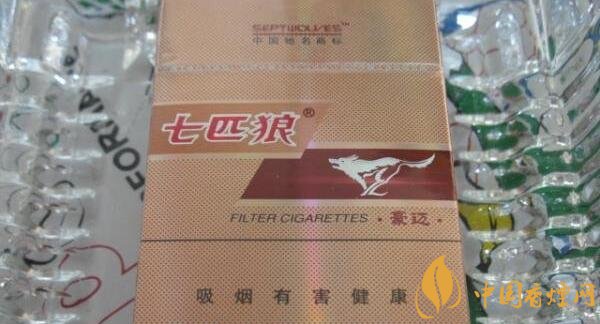 SEPTWOLVES™
中国驰名商标
七匹狼®
FILTER CIGARETTES ·豪迈·
吸烟有害健康
中国香烟网